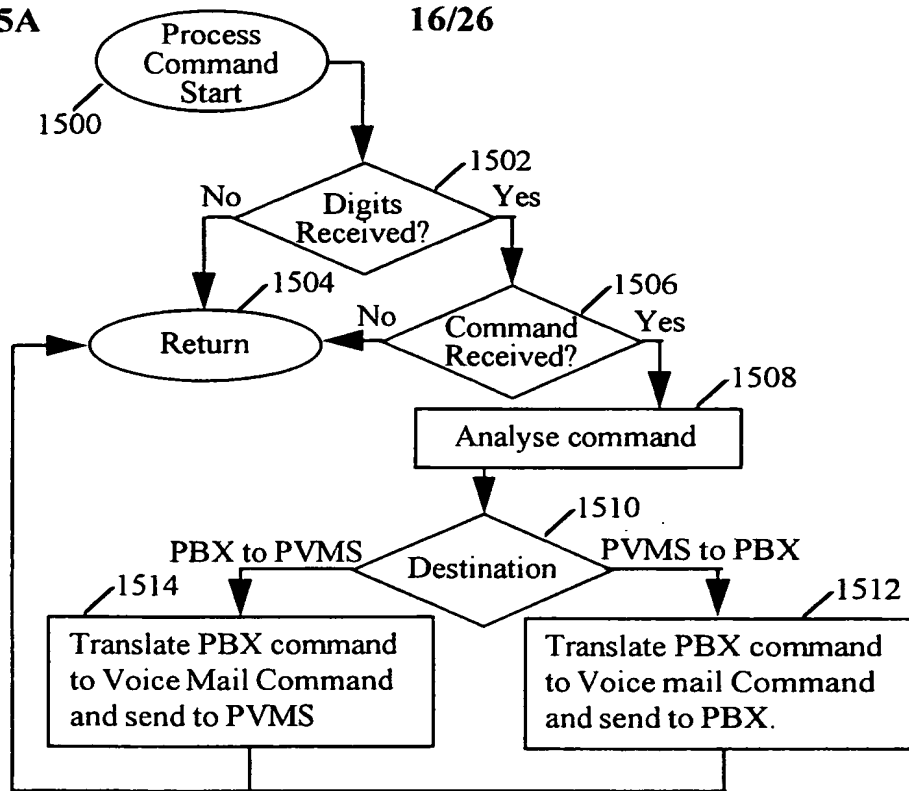 5A
16/26
Process
Command
Start
1500
1502
No
Yes
Digits
Received?
1504
1506
No
Yes
Return
Command
Received?
1508
Analyse command
1510
PBX to PVMS
PVMS to PBX
Destination
1514
1512
Translate PBX command
to Voice Mail Command
and send to PVMS
Translate PBX command
to Voice mail Command
and send to PBX.